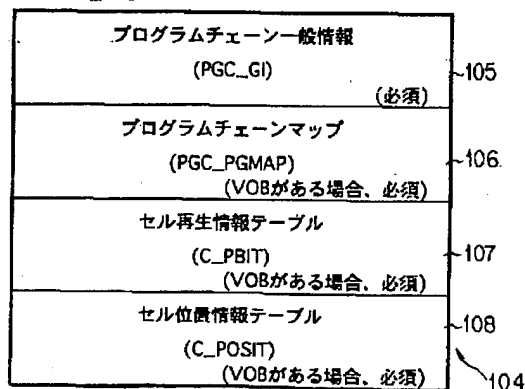 プログラムチェーン一般情報
(PGC_GI)
(必須)
105
プログラムチェーンマップ
(PGC_PGMAP)
(VOBがある場合、必須)
106
セル再生情報テーブル
(C_PBIT)
(VOBがある場合、必須)
107
セル位置情報テーブル
(C_POSIT)
(VOBがある場合、必須)
108
104